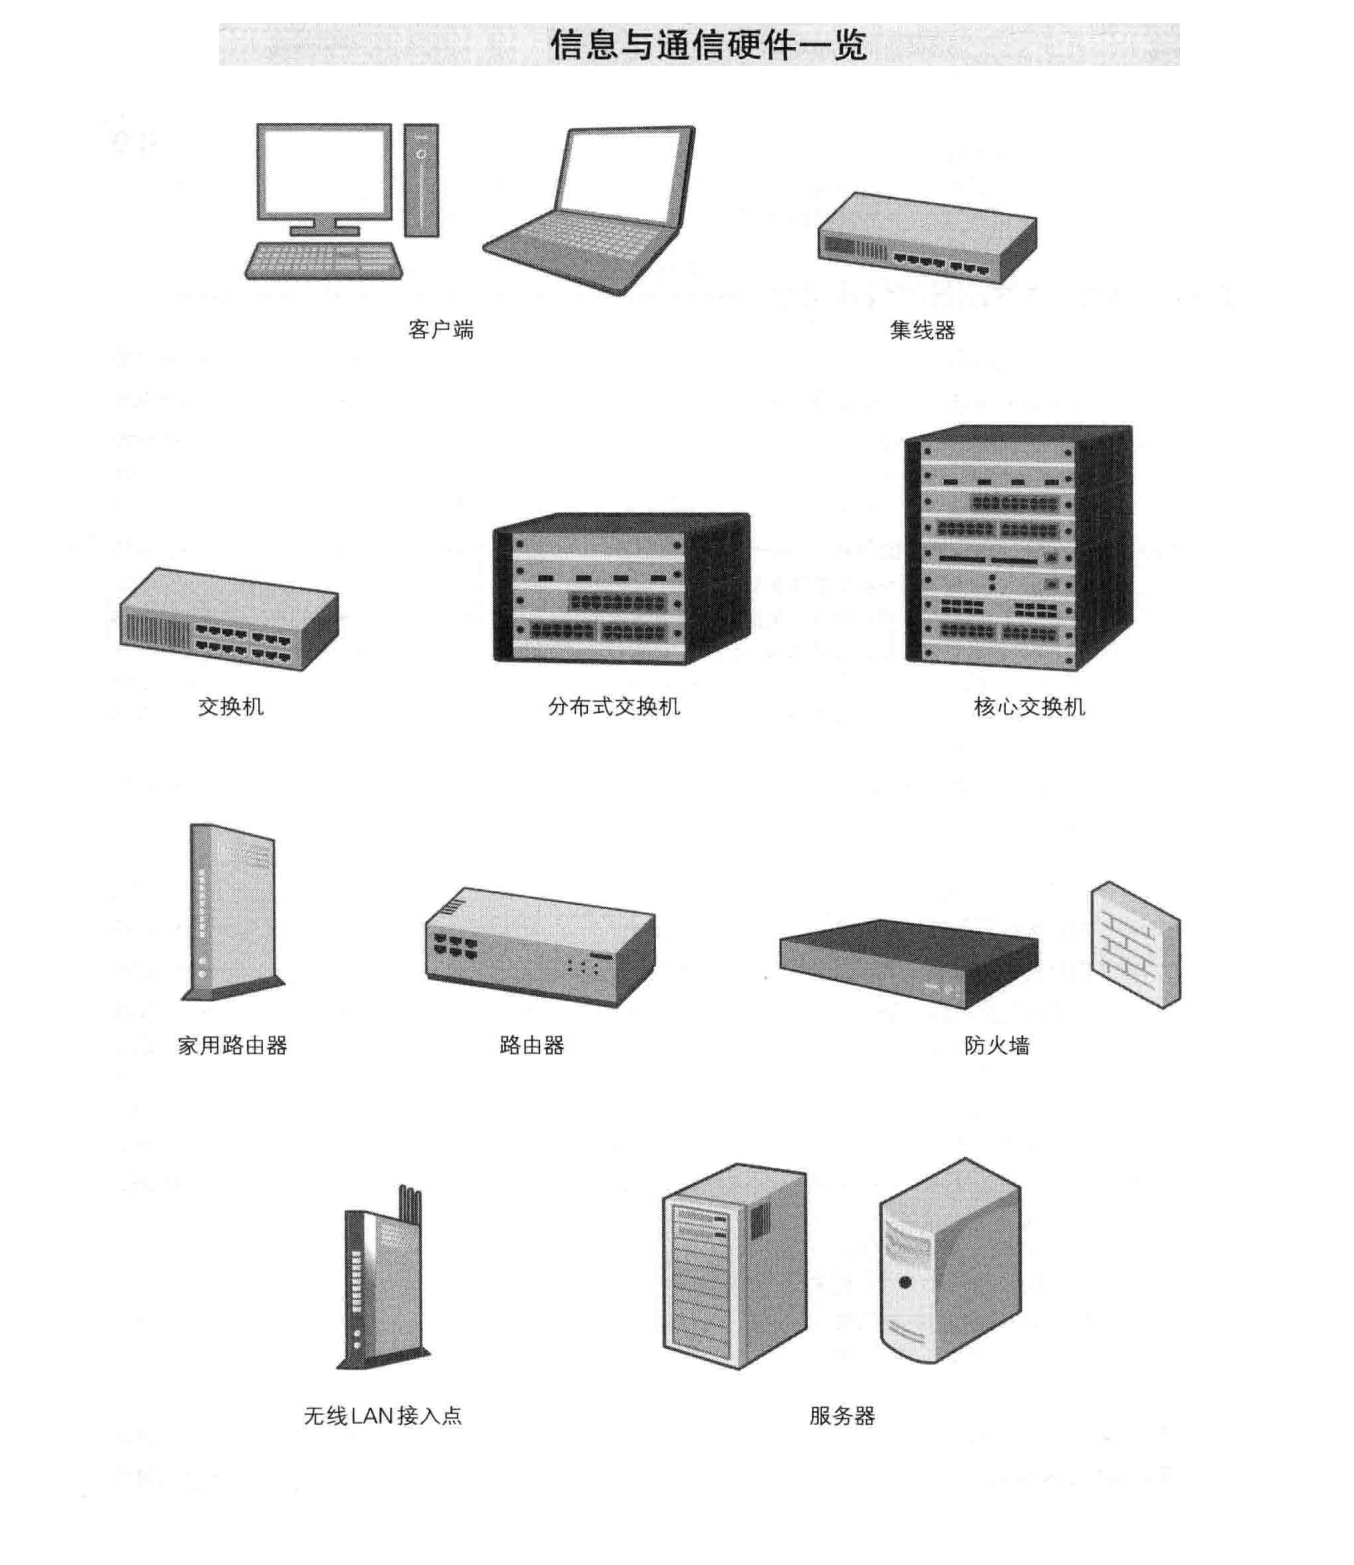 信息与通信硬件一览
客户端
集线器
交换机
分布式交换机
核心交换机
家用路由器
路由器
防火墙
无线LAN接入点
服务器